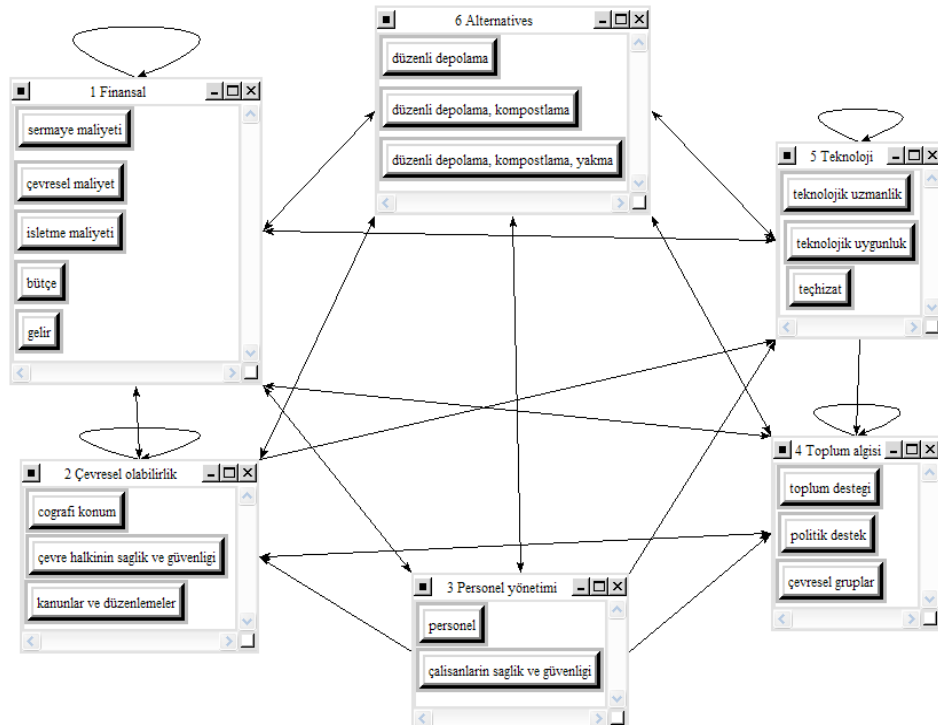 1 Finansal
sermaye maliyeti
çevresel maliyet
isletme maliyeti
bütçe
gelir
6 Alternatives
düzenli depolama
düzenli depolama, kompostlama
düzenli depolama, kompostlama, yakma
5 Teknoloji
teknolojik uzmanlik
teknolojik uygunluk
teçhizat
2 Çevresel olabilirlik
cografi konum
çevre halkinin saglik ve güvenligi
kanunlar ve düzenlemeler
3 Personel yönetimi
personel
çalisanlarin saglik ve güvenligi
4 Toplum algisi
toplum destegi
politik destek
çevresel gruplar